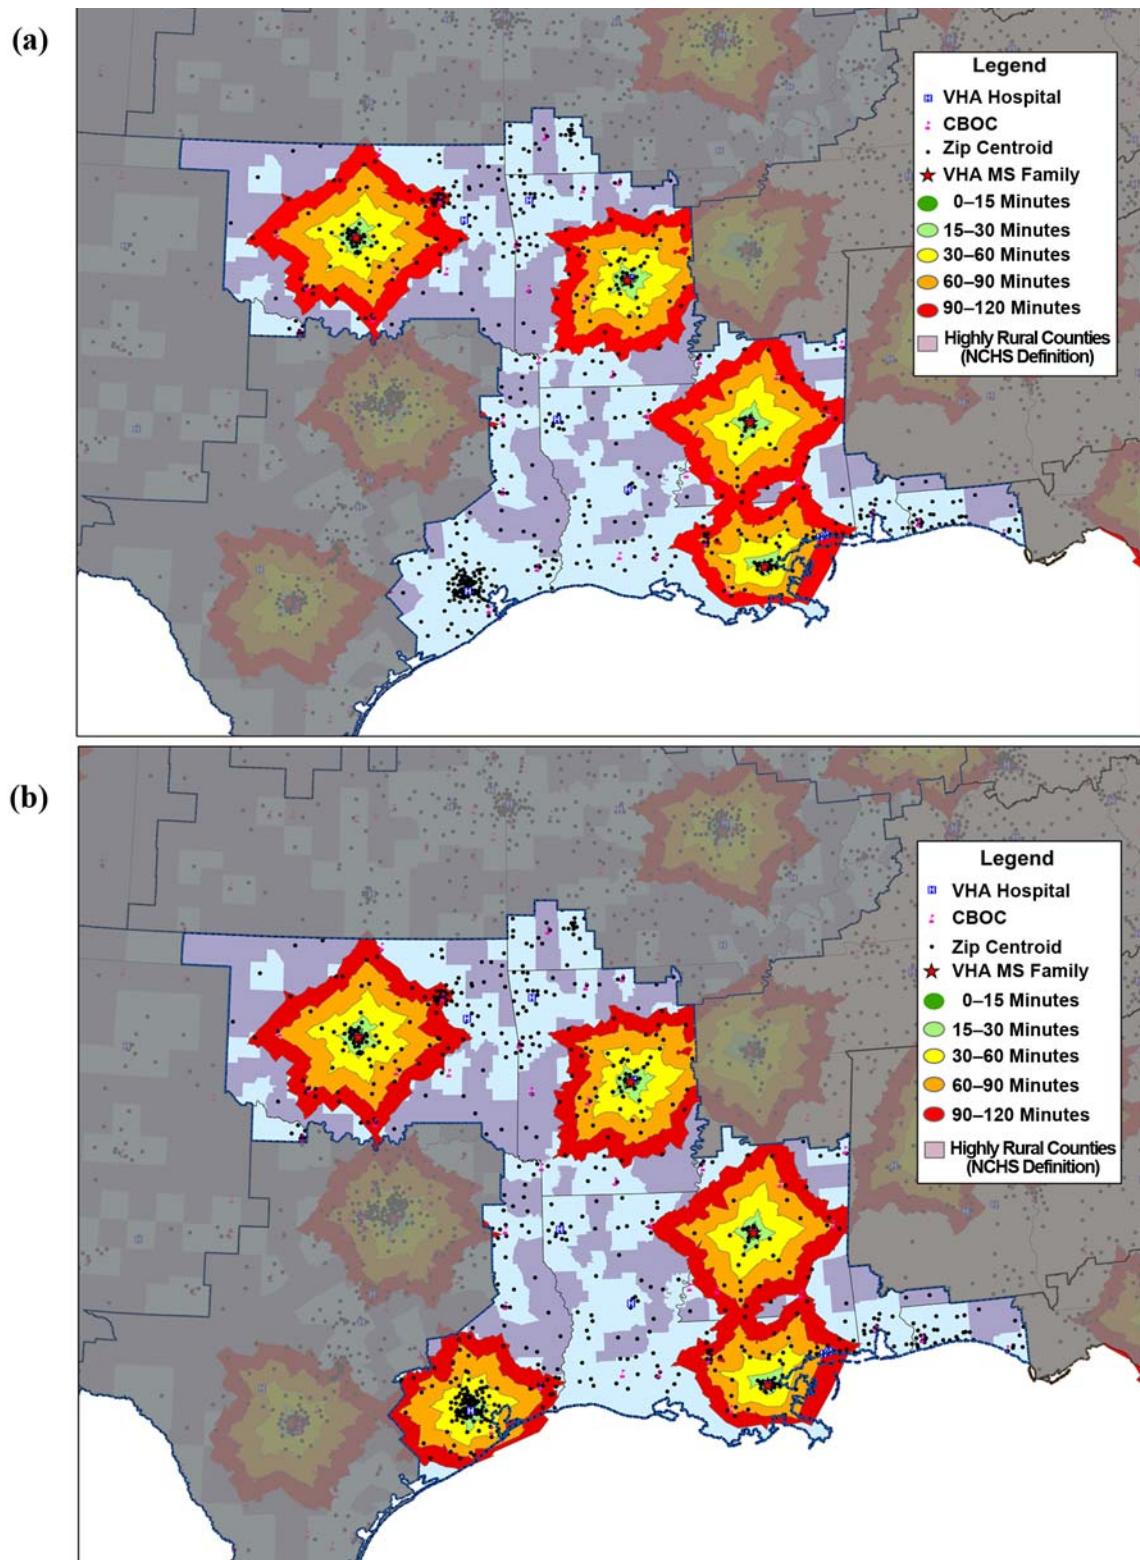 (a)
Legend
H VHA Hospital
CBOC
Zip Centroid
VHA MS Family
0–15 Minutes
15–30 Minutes
30–60 Minutes
60–90 Minutes
90–120 Minutes
Highly Rural Counties
(NCHS Definition)
(b)
Legend
H VHA Hospital
CBOC
Zip Centroid
VHA MS Family
0–15 Minutes
15–30 Minutes
30–60 Minutes
60–90 Minutes
90–120 Minutes
Highly Rural Counties
(NCHS Definition)